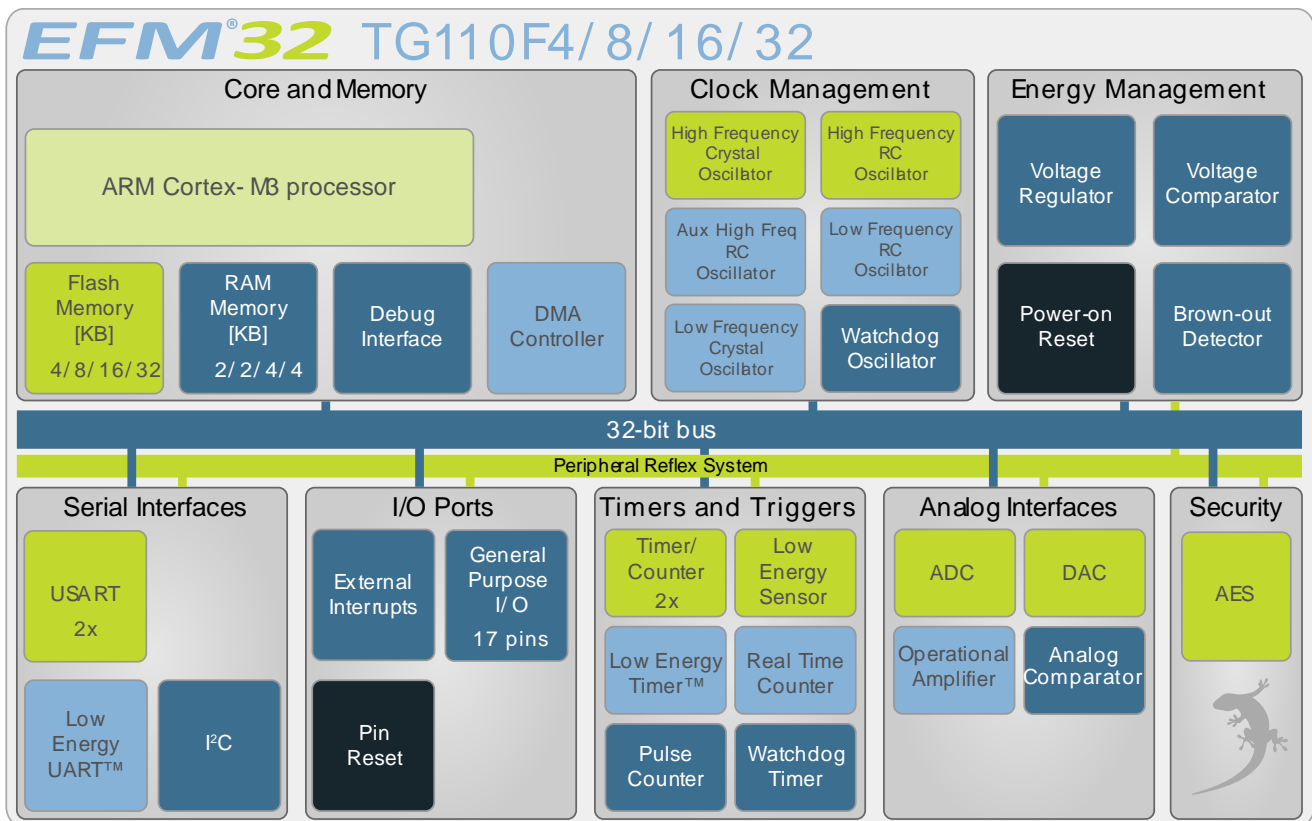 EFM®32 TG110F4/8/16/32
Core and Memory
ARM Cortex-M3 processor
Flash
Memory
[KB]
4/8/16/32
RAM
Memory
[KB]
2/2/4/4
Debug
Interface
DMA
Controller
Clock Management
High Frequency
Crystal
Oscillator
High Frequency
RC
Oscillator
Aux High Freq
RC
Oscillator
Low Frequency
RC
Oscillator
Low Frequency
Crystal
Oscillator
Watchdog
Oscillator
Energy Management
Voltage
Regulator
Voltage
Comparator
Power-on
Reset
Brown-out
Detector
32-bit bus
Peripheral Reflex System
Serial Interfaces
USART
2x
Low
Energy
UART™
I²C
I/O Ports
External
Interrupts
General
Purpose
I/O
17 pins
Pin
Reset
Timers and Triggers
Timer/
Counter
2x
Low
Energy
Sensor
Low Energy
Timer™
Real Time
Counter
Pulse
Counter
Watchdog
Timer
Analog Interfaces
ADC
DAC
Operational
Amplifier
Analog
Comparator
Security
AES